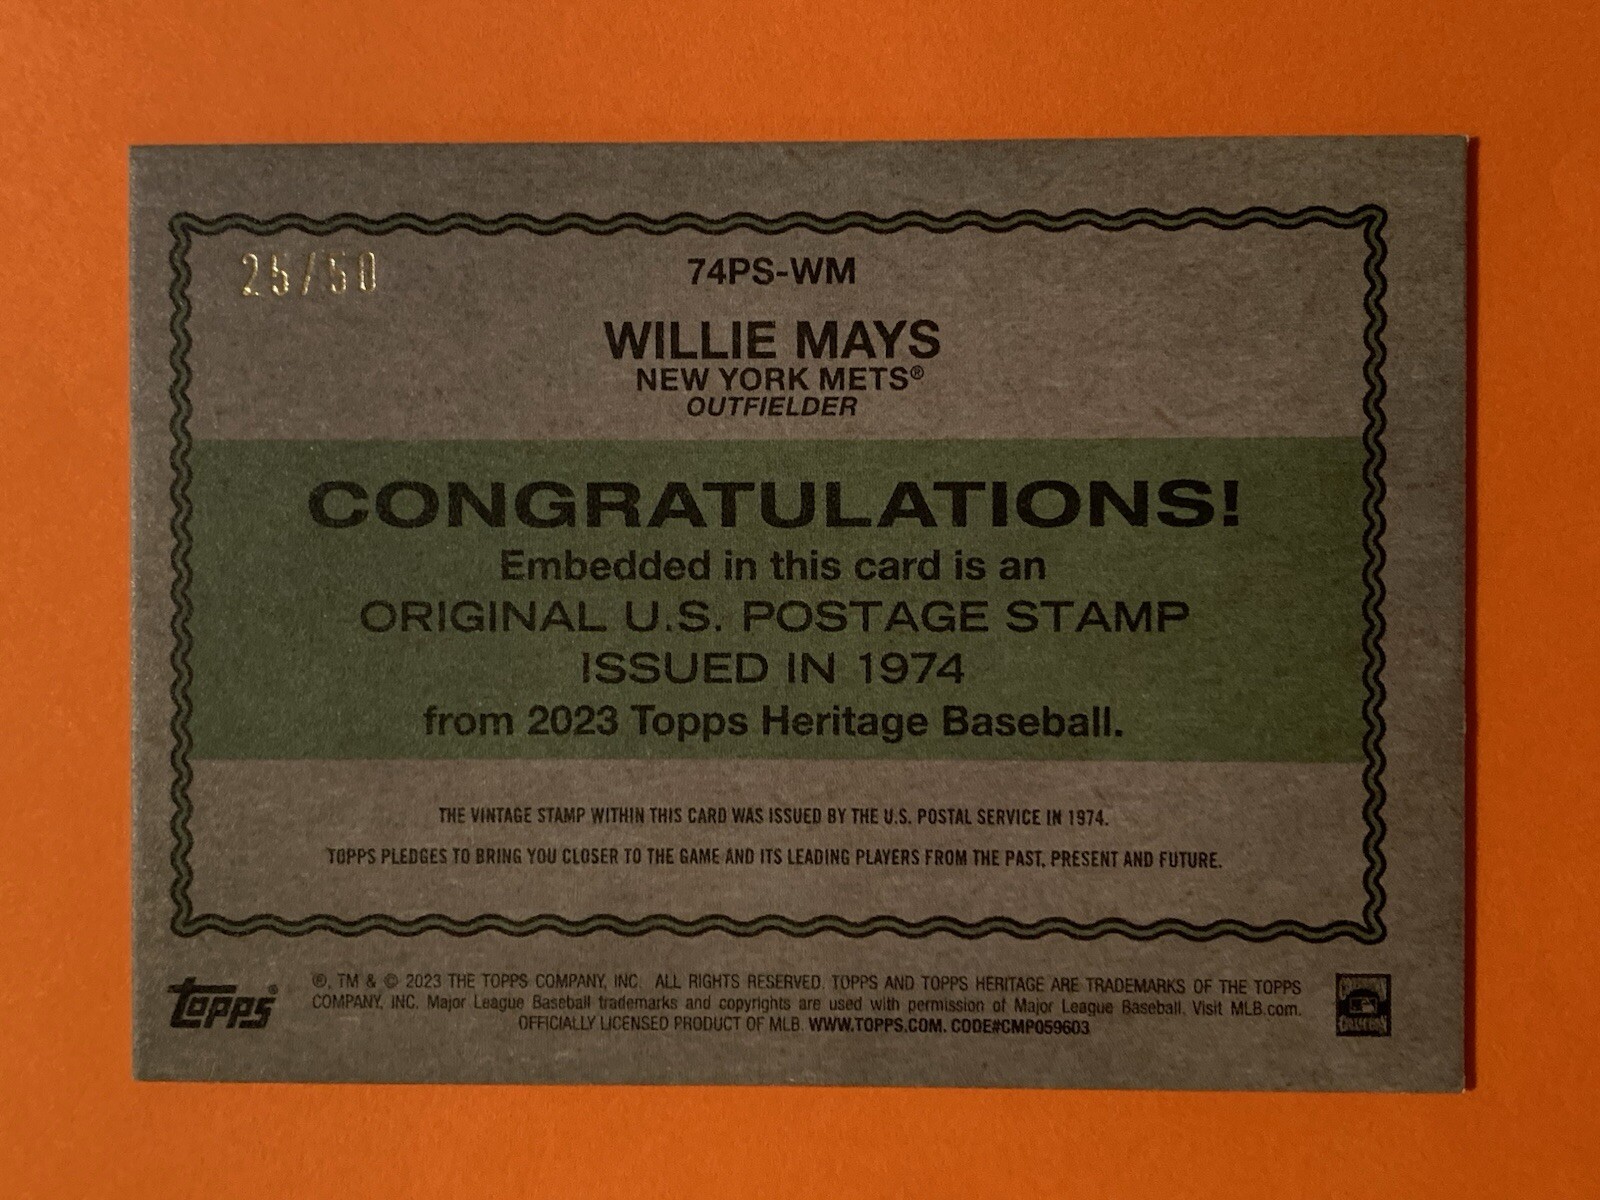 25/50
74PS-WM
WILLIE MAYS
NEW YORK METS®
OUTFIELDER
CONGRATULATIONS!
Embedded in this card is an
ORIGINAL U.S. POSTAGE STAMP
ISSUED IN 1974
from 2023 Topps Heritage Baseball.
THE VINTAGE STAMP WITHIN THIS CARD WAS ISSUED BY THE U.S. POSTAL SERVICE IN 1974.
TOPPS PLEDGES TO BRING YOU CLOSER TO THE GAME AND ITS LEADING PLAYERS FROM THE PAST, PRESENT AND FUTURE.
topps®
®, TM & © 2023 THE TOPPS COMPANY, INC. ALL RIGHTS RESERVED. TOPPS AND TOPPS HERITAGE ARE TRADEMARKS OF THE TOPPS
COMPANY, INC. Major League Baseball trademarks and copyrights are used with permission of Major League Baseball. Visit MLB.com.
OFFICIALLY LICENSED PRODUCT OF MLB. WWW.TOPPS.COM. CODE#CMP059603